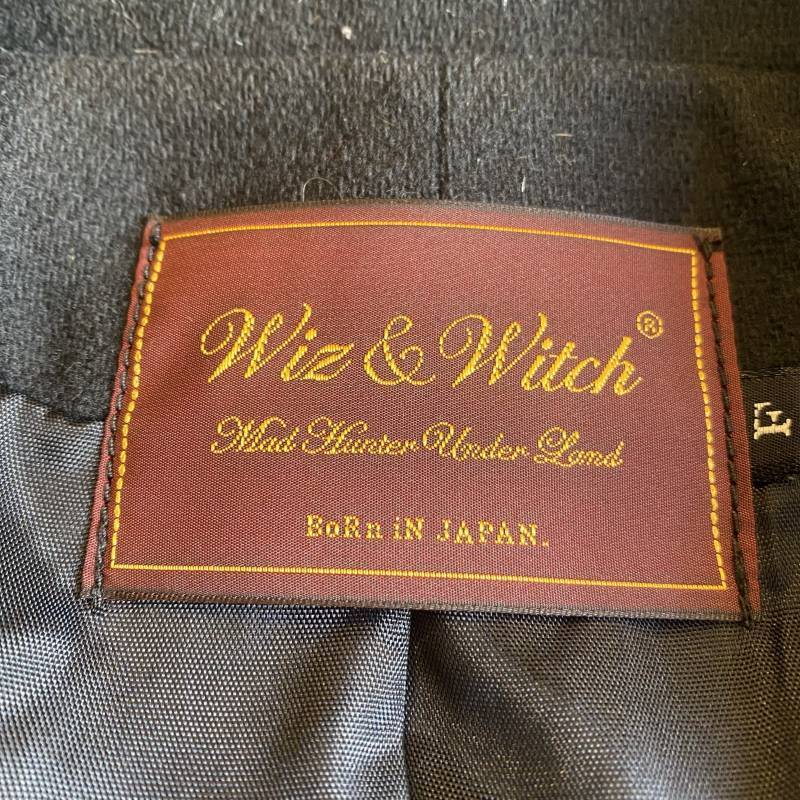 Wiz & Witch®
Mad Hunter Under Land
BoRn iN JAPAN.
F